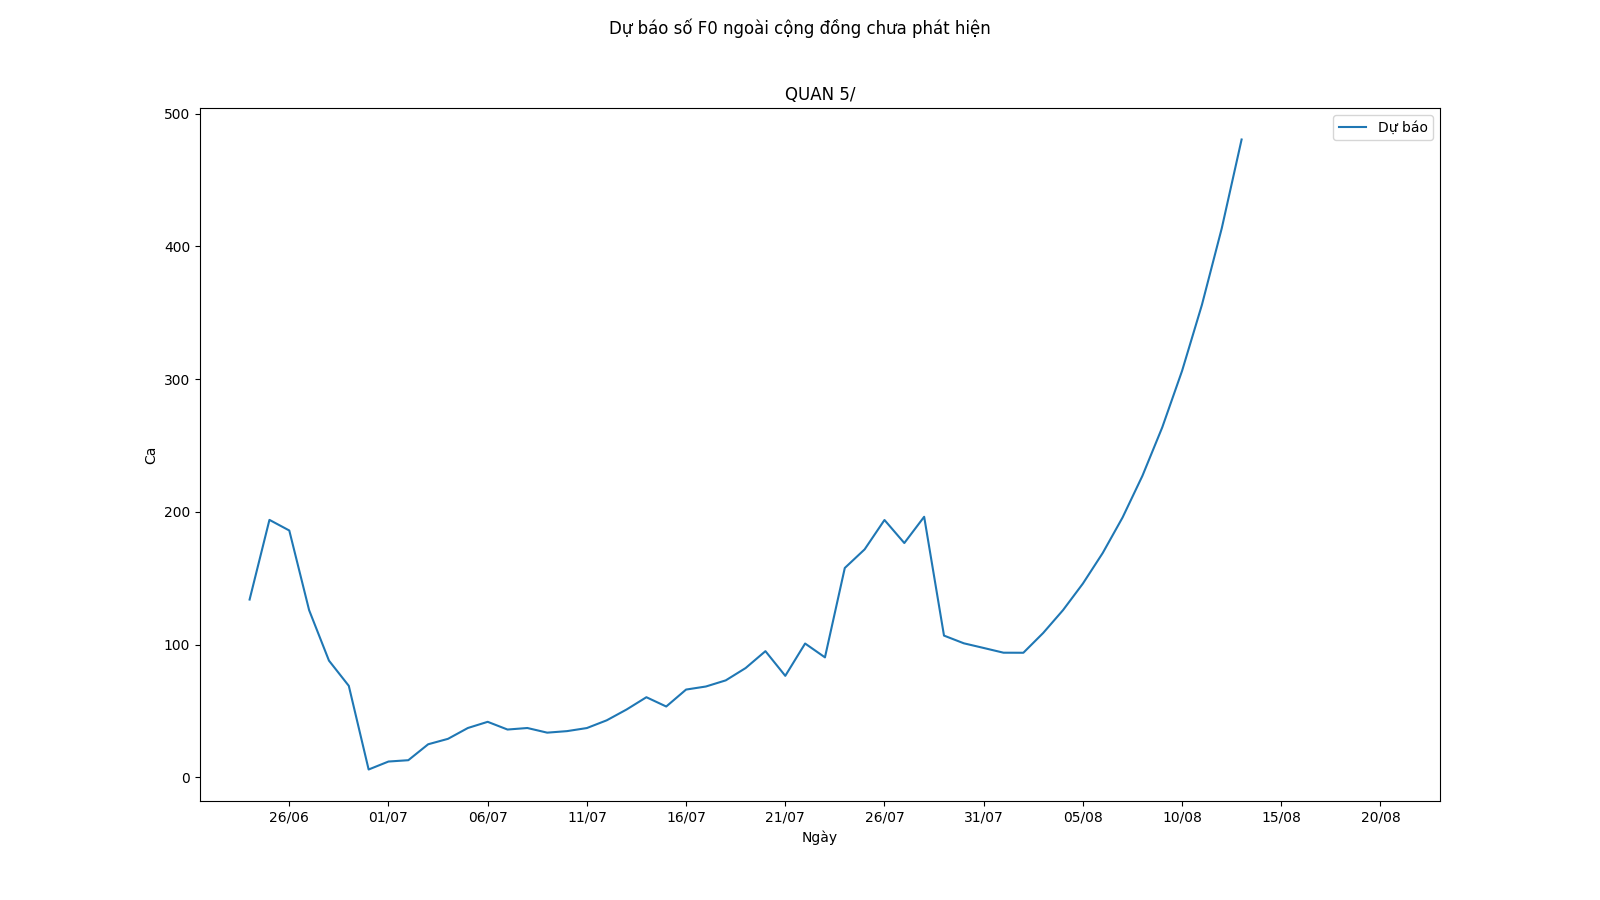 Dự báo số F0 ngoài cộng đồng chưa phát hiện
QUAN 5/
Dự báo
500
400
300
200
100
0
Ca
26/06 01/07 06/07 11/07 16/07 21/07 26/07 31/07 05/08 10/08 15/08 20/08
Ngày